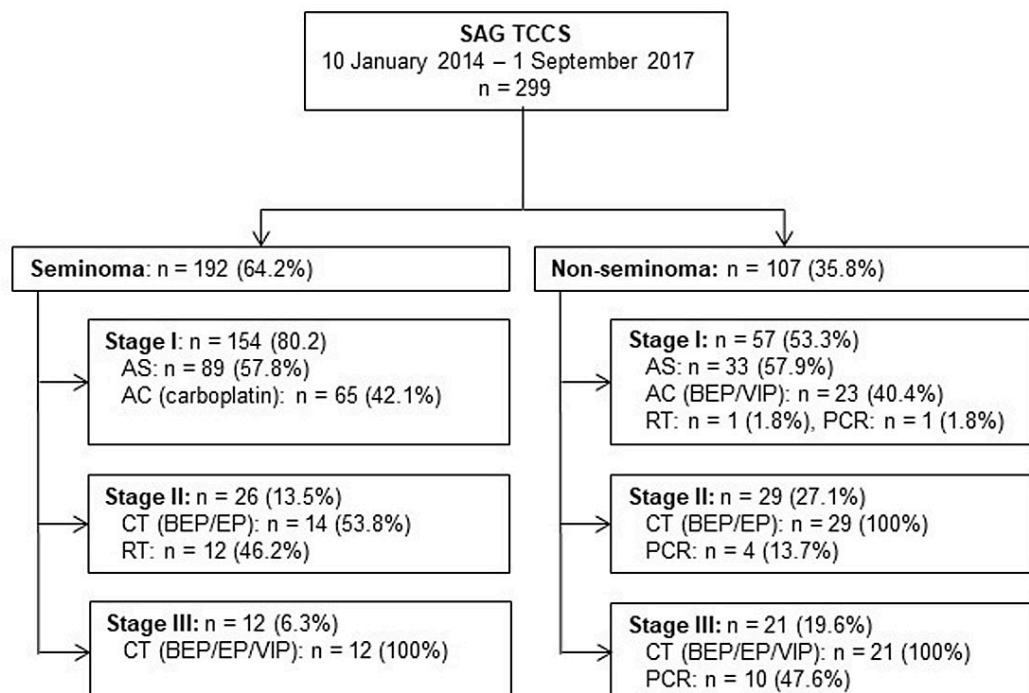 SAG TCCS
10 January 2014 – 1 September 2017
n = 299
Seminoma: n = 192 (64.2%)
Stage I: n = 154 (80.2)
AS: n = 89 (57.8%)
AC (carboplatin): n = 65 (42.1%)
Stage II: n = 26 (13.5%)
CT (BEP/EP): n = 14 (53.8%)
RT: n = 12 (46.2%)
Stage III: n = 12 (6.3%)
CT (BEP/EP/VIP): n = 12 (100%)
Non-seminoma: n = 107 (35.8%)
Stage I: n = 57 (53.3%)
AS: n = 33 (57.9%)
AC (BEP/VIP): n = 23 (40.4%)
RT: n = 1 (1.8%), PCR: n = 1 (1.8%)
Stage II: n = 29 (27.1%)
CT (BEP/EP): n = 29 (100%)
PCR: n = 4 (13.7%)
Stage III: n = 21 (19.6%)
CT (BEP/EP/VIP): n = 21 (100%)
PCR: n = 10 (47.6%)